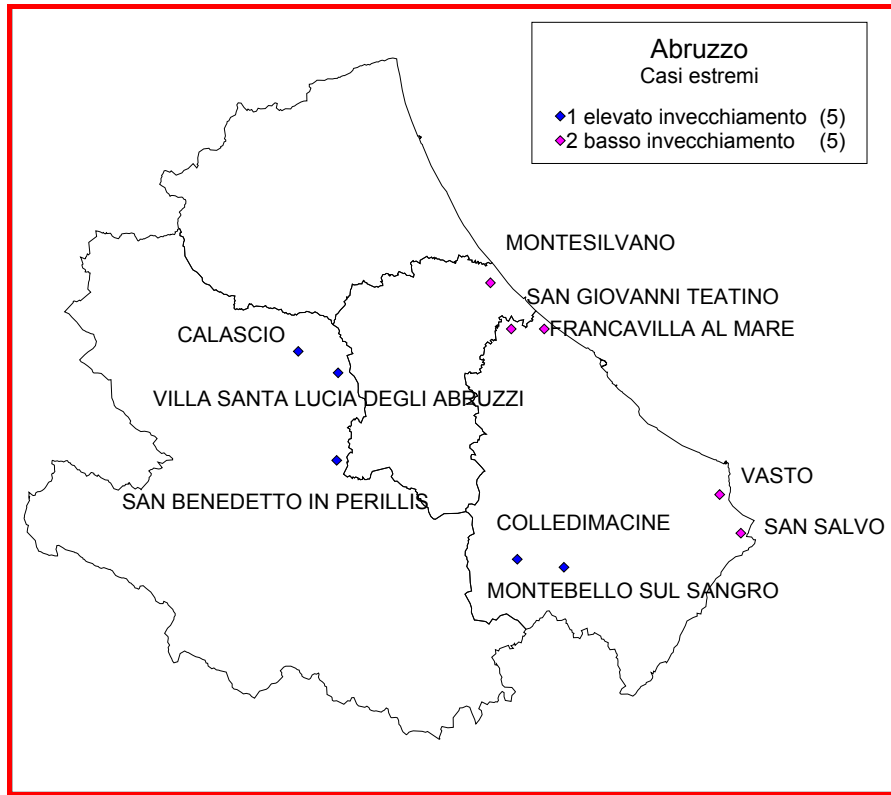 Abruzzo
Casi estremi
1 elevato invecchiamento (5)
2 basso invecchiamento (5)
MONTESILVANO
SAN GIOVANNI TEATINO
FRANCAVILLA AL MARE
CALASCIO
VILLA SANTA LUCIA DEGLI ABRUZZI
SAN BENEDETTO IN PERILLIS
VASTO
COLLEDIMACINE
SAN SALVO
MONTEBELLO SUL SANGRO